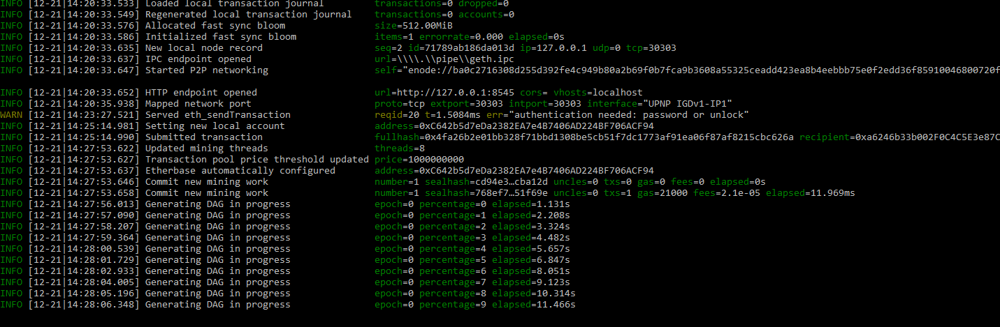 INFO [12-21|14:20:33.533] Loaded local transaction journal transactions=0 dropped=0
INFO [12-21|14:20:33.549] Regenerated local transaction journal transactions=0 accounts=0
INFO [12-21|14:20:33.576] Allocated fast sync bloom size=512.00MiB
INFO [12-21|14:20:33.586] Initialized fast sync bloom items=1 errorrate=0.000 elapsed=0s
INFO [12-21|14:20:33.635] New local node record seq=2 id=71789ab186da013d ip=127.0.0.1 udp=0 tcp=30303
INFO [12-21|14:20:33.637] IPC endpoint opened url=\\\\.\\pipe\\geth.ipc
INFO [12-21|14:20:33.647] Started P2P networking self="enode://ba0c2716308d255d392fe4c949b80a2b69f0b7fca9b3608a55325ceadd423ea8b4eebbb75e0f2edd36f85910046800720f
INFO [12-21|14:20:33.652] HTTP endpoint opened url=http://127.0.0.1:8545 cors= vhosts=localhost
INFO [12-21|14:20:35.938] Mapped network port proto=tcp extport=30303 intport=30303 interface="UPNP IGDv1-IP1"
WARN [12-21|14:23:27.521] Served eth_sendTransaction reqid=20 t=1.5084ms err="authentication needed: password or unlock"
INFO [12-21|14:25:14.981] Setting new local account address=0xC642b5d7eDa2382EA7e4B7406AD224BF706ACF94
INFO [12-21|14:25:14.990] Submitted transaction fullhash=0x4fa26b2e01bb328f71bbd1308be5cb51f7dc1773af91ea06f87af8215cbc626a recipient=0xa6246b33b002F0C4C5E3e87C
INFO [12-21|14:27:53.622] Updated mining threads threads=8
INFO [12-21|14:27:53.627] Transaction pool price threshold updated price=1000000000
INFO [12-21|14:27:53.637] Etherbase automatically configured address=0xC642b5d7eDa2382EA7e4B7406AD224BF706ACF94
INFO [12-21|14:27:53.646] Commit new mining work number=1 sealhash=cd94e3…cba12d uncles=0 txs=0 gas=0 fees=0 elapsed=0s
INFO [12-21|14:27:53.658] Commit new mining work number=1 sealhash=768ef7…51f69e uncles=0 txs=1 gas=21000 fees=2.1e-05 elapsed=11.969ms
INFO [12-21|14:27:56.013] Generating DAG in progress epoch=0 percentage=0 elapsed=1.131s
INFO [12-21|14:27:57.090] Generating DAG in progress epoch=0 percentage=1 elapsed=2.208s
INFO [12-21|14:27:58.207] Generating DAG in progress epoch=0 percentage=2 elapsed=3.324s
INFO [12-21|14:27:59.364] Generating DAG in progress epoch=0 percentage=3 elapsed=4.482s
INFO [12-21|14:28:00.539] Generating DAG in progress epoch=0 percentage=4 elapsed=5.657s
INFO [12-21|14:28:01.729] Generating DAG in progress epoch=0 percentage=5 elapsed=6.847s
INFO [12-21|14:28:02.933] Generating DAG in progress epoch=0 percentage=6 elapsed=8.051s
INFO [12-21|14:28:04.005] Generating DAG in progress epoch=0 percentage=7 elapsed=9.123s
INFO [12-21|14:28:05.196] Generating DAG in progress epoch=0 percentage=8 elapsed=10.314s
INFO [12-21|14:28:06.348] Generating DAG in progress epoch=0 percentage=9 elapsed=11.466s